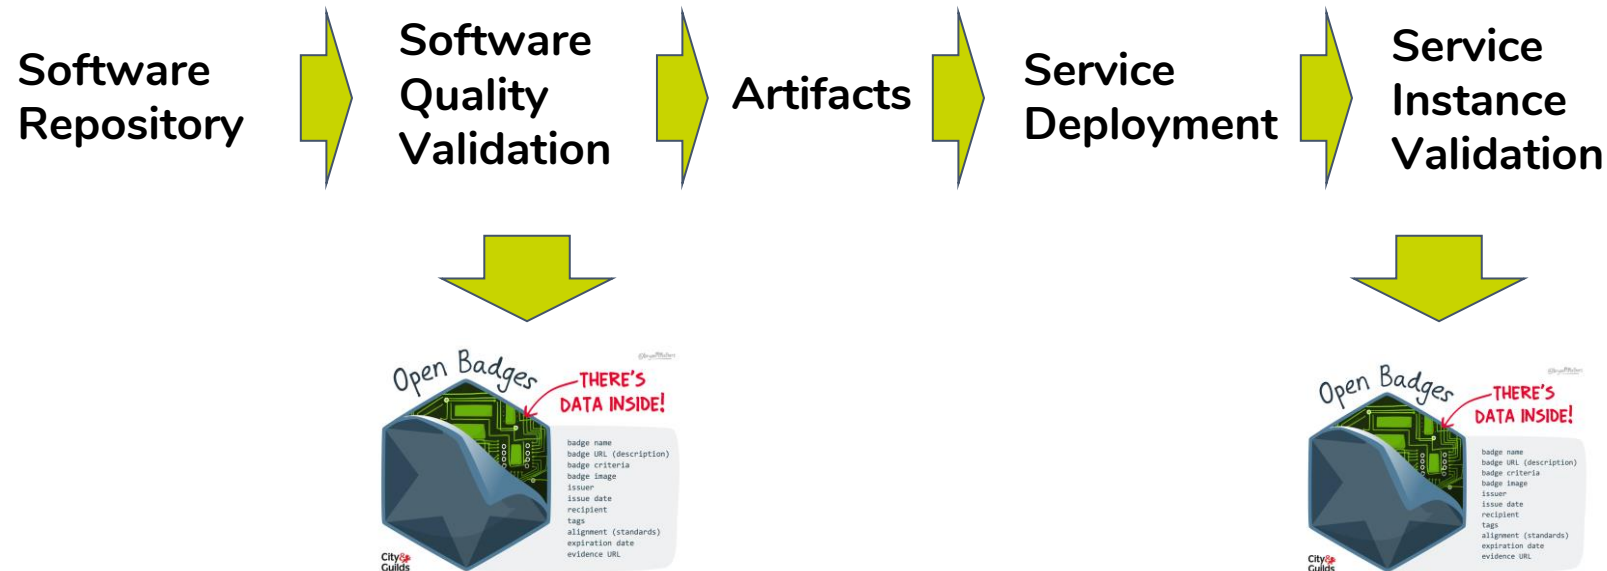 Software
Repository
Software
Quality
Validation
Artifacts
Service
Deployment
Service
Instance
Validation
Open Badges
THERE'S
DATA INSIDE!
badge name
badge URL (description)
badge criteria
badge image
issuer
issue date
recipient
tags
alignment (standards)
expiration date
evidence URL
City&
Guilds
Open Badges
THERE'S
DATA INSIDE!
badge name
badge URL (description)
badge criteria
badge image
issuer
issue date
recipient
tags
alignment (standards)
expiration date
evidence URL
City&
Guilds